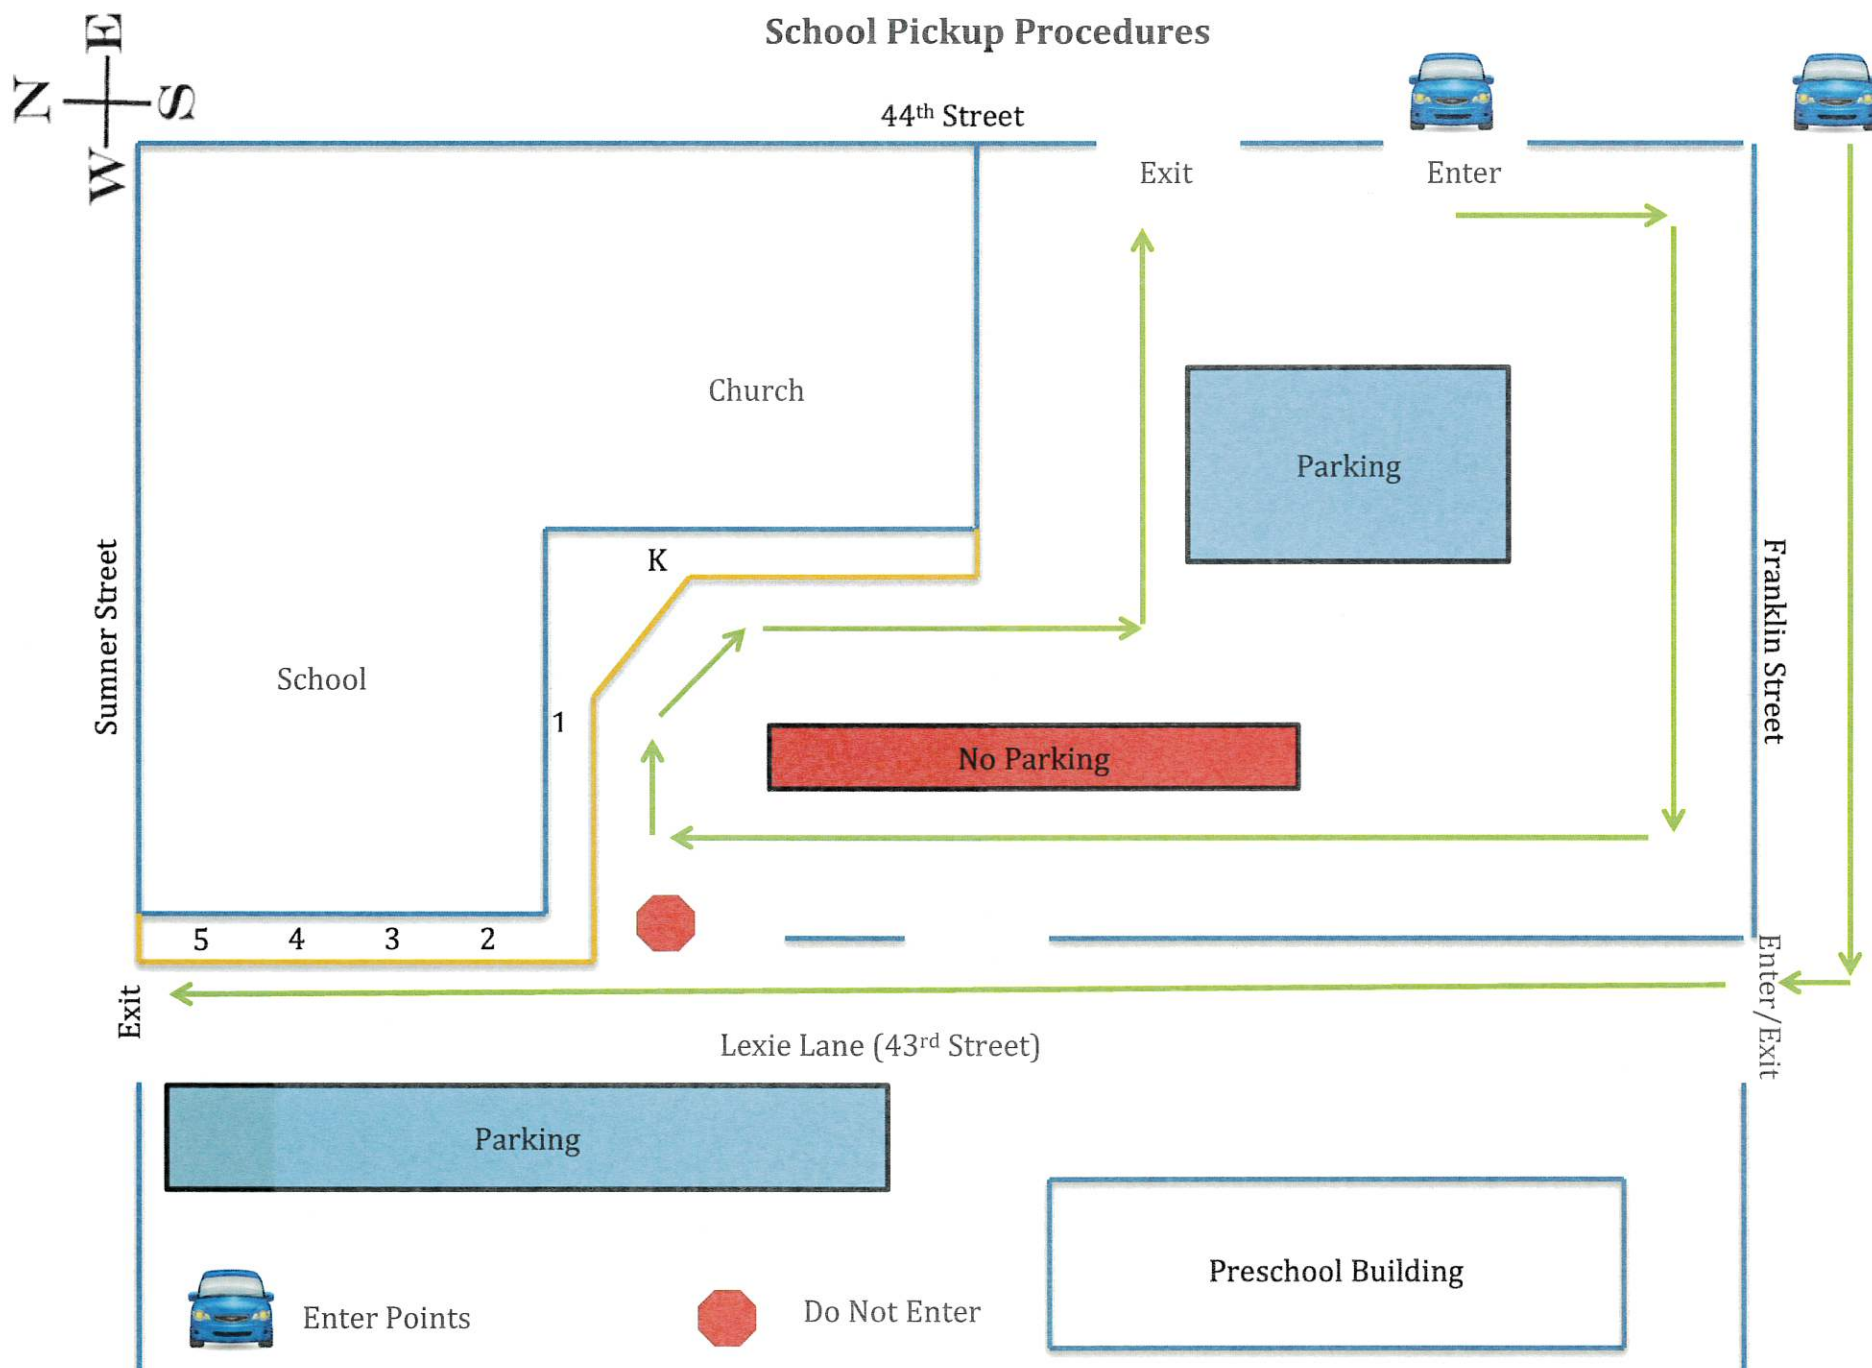 School Pickup Procedures
N
E
S
W
44th Street
Exit
Enter
Church
Parking
K
Sumner Street
Franklin Street
School
1
No Parking
5 4 3 2
Exit
Enter/Exit
Lexie Lane (43rd Street)
Parking
Preschool Building
Enter Points
Do Not Enter